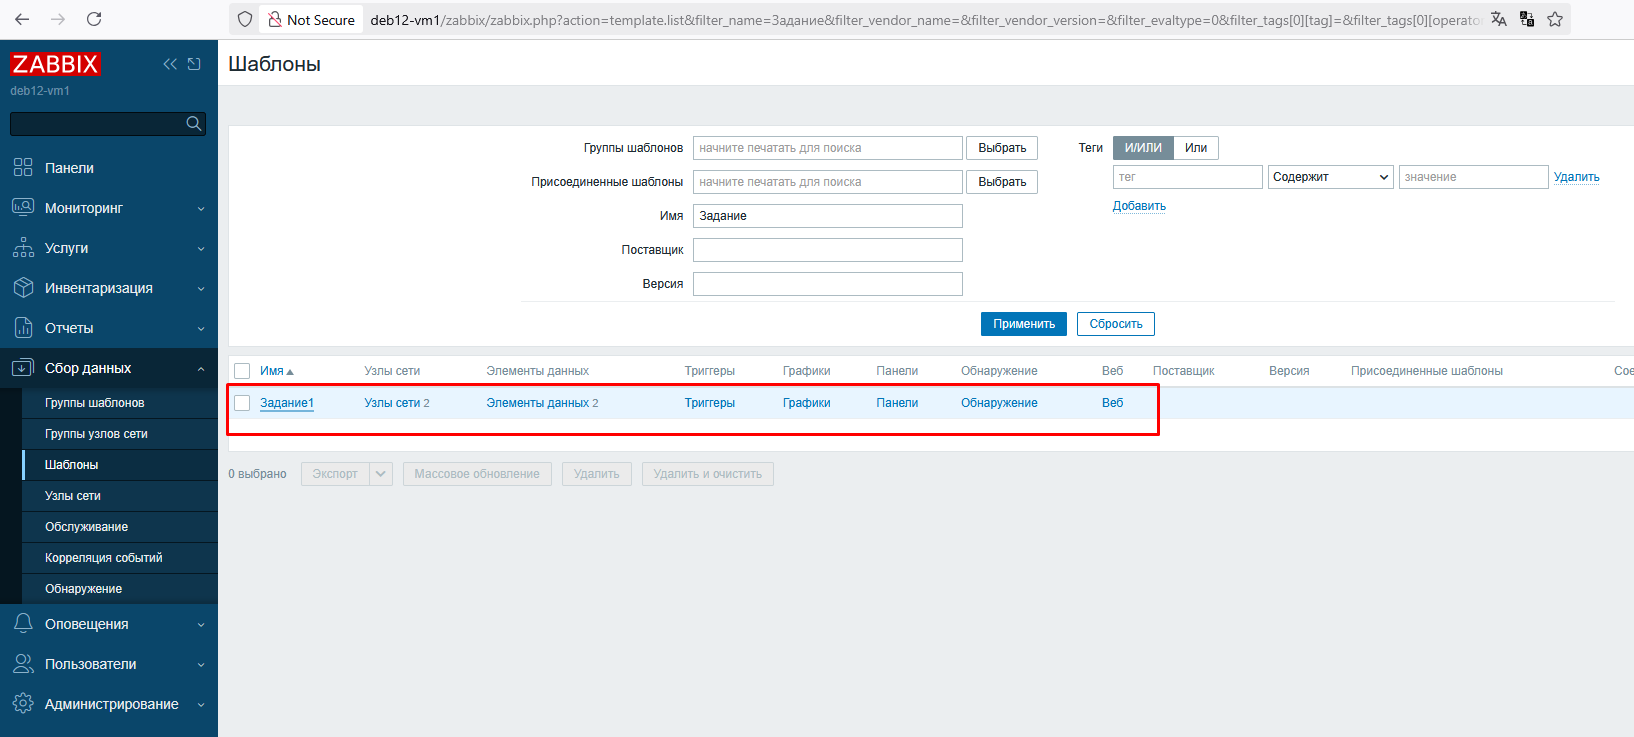 Not Secure deb12-vm1/zabbix/zabbix.php?action=template.list&filter_name=Задание&filter_vendor_name=&filter_vendor_version=&filter_evaltype=0&filter_tags[0][tag]=&filter_tags[0][operato
ZABBIX
deb12-vm1
Панели
Мониторинг
Услуги
Инвентаризация
Отчеты
Сбор данных
Группы шаблонов
Группы узлов сети
Шаблоны
Узлы сети
Обслуживание
Корреляция событий
Обнаружение
Оповещения
Пользователи
Администрирование
Шаблоны
Группы шаблонов начните печатать для поиска Выбрать
Присоединенные шаблоны начните печатать для поиска Выбрать
Имя Задание
Поставщик
Версия
Теги И/ИЛИ Или
тег Содержит значение Удалить
Добавить
Применить Сбросить
Имя Узлы сети Элементы данных Триггеры Графики Панели Обнаружение Веб Поставщик Версия Присоединенные шаблоны Сое
Задание1 Узлы сети 2 Элементы данных 2 Триггеры Графики Панели Обнаружение Веб
0 выбрано Экспорт Массовое обновление Удалить Удалить и очистить